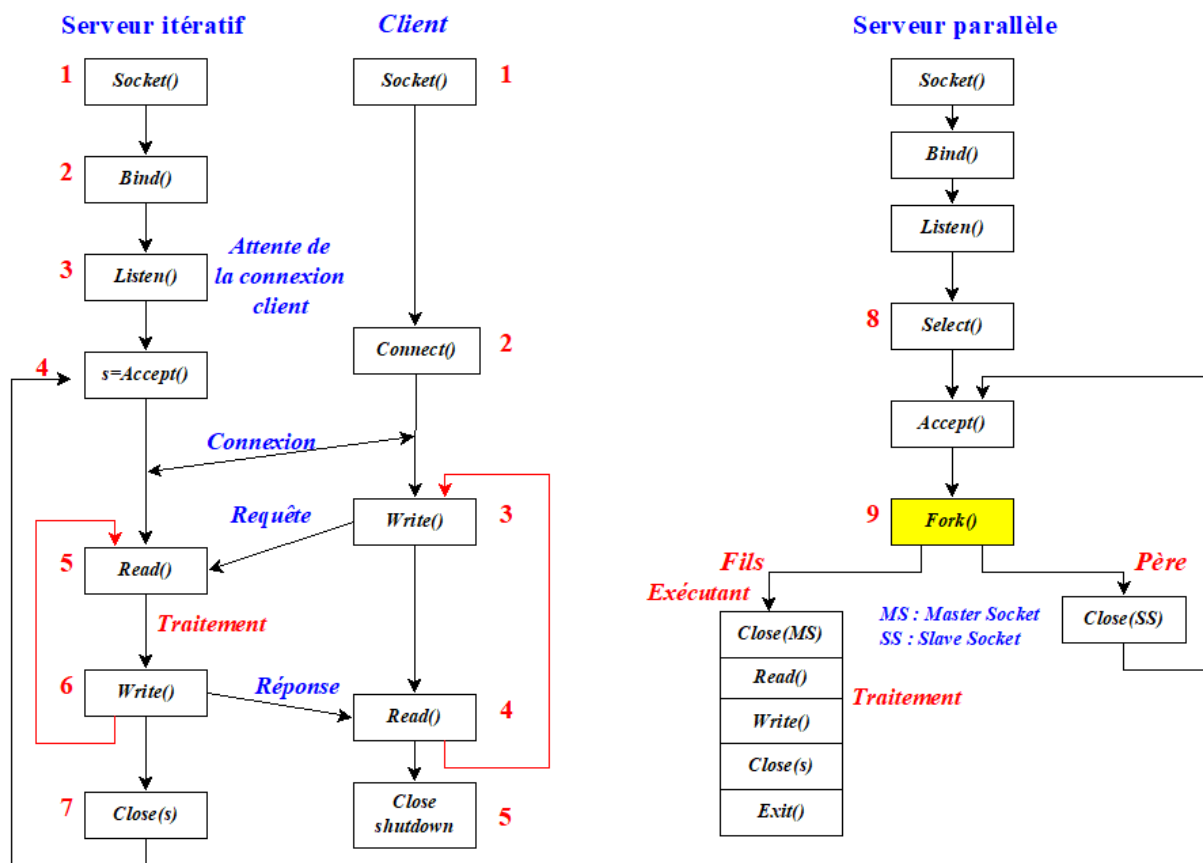 Serveur itératif
Client
Serveur parallèle
1
Socket()
Socket()
1
Socket()
2
Bind()
Bind()
3
Listen()
Attente de
la connexion
client
Listen()
4
s=Accept()
Connect()
2
8
Select()
Connexion
Accept()
Requête
Write()
3
9
Fork()
5
Read()
Fils
Père
Exécutant
Traitement
Close(MS)
MS : Master Socket
SS : Slave Socket
Close(SS)
6
Write()
Réponse
Read()
4
Read()
Traitement
Write()
Close(s)
Exit()
7
Close(s)
Close
shutdown
5